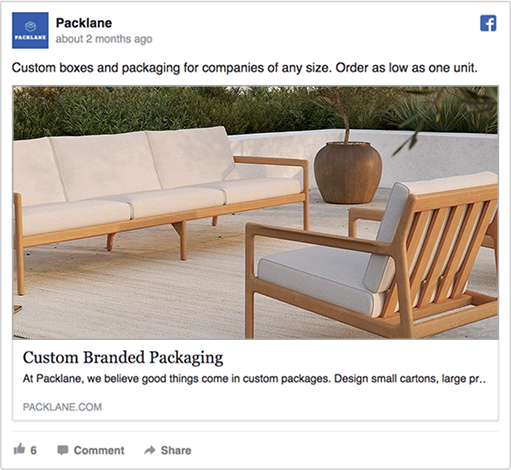 Packlane
about 2 months ago
PACKLANE
Custom boxes and packaging for companies of any size. Order as low as one unit.
Custom Branded Packaging
At Packlane, we believe good things come in custom packages. Design small cartons, large pr...
PACKLANE.COM
6 Comment Share